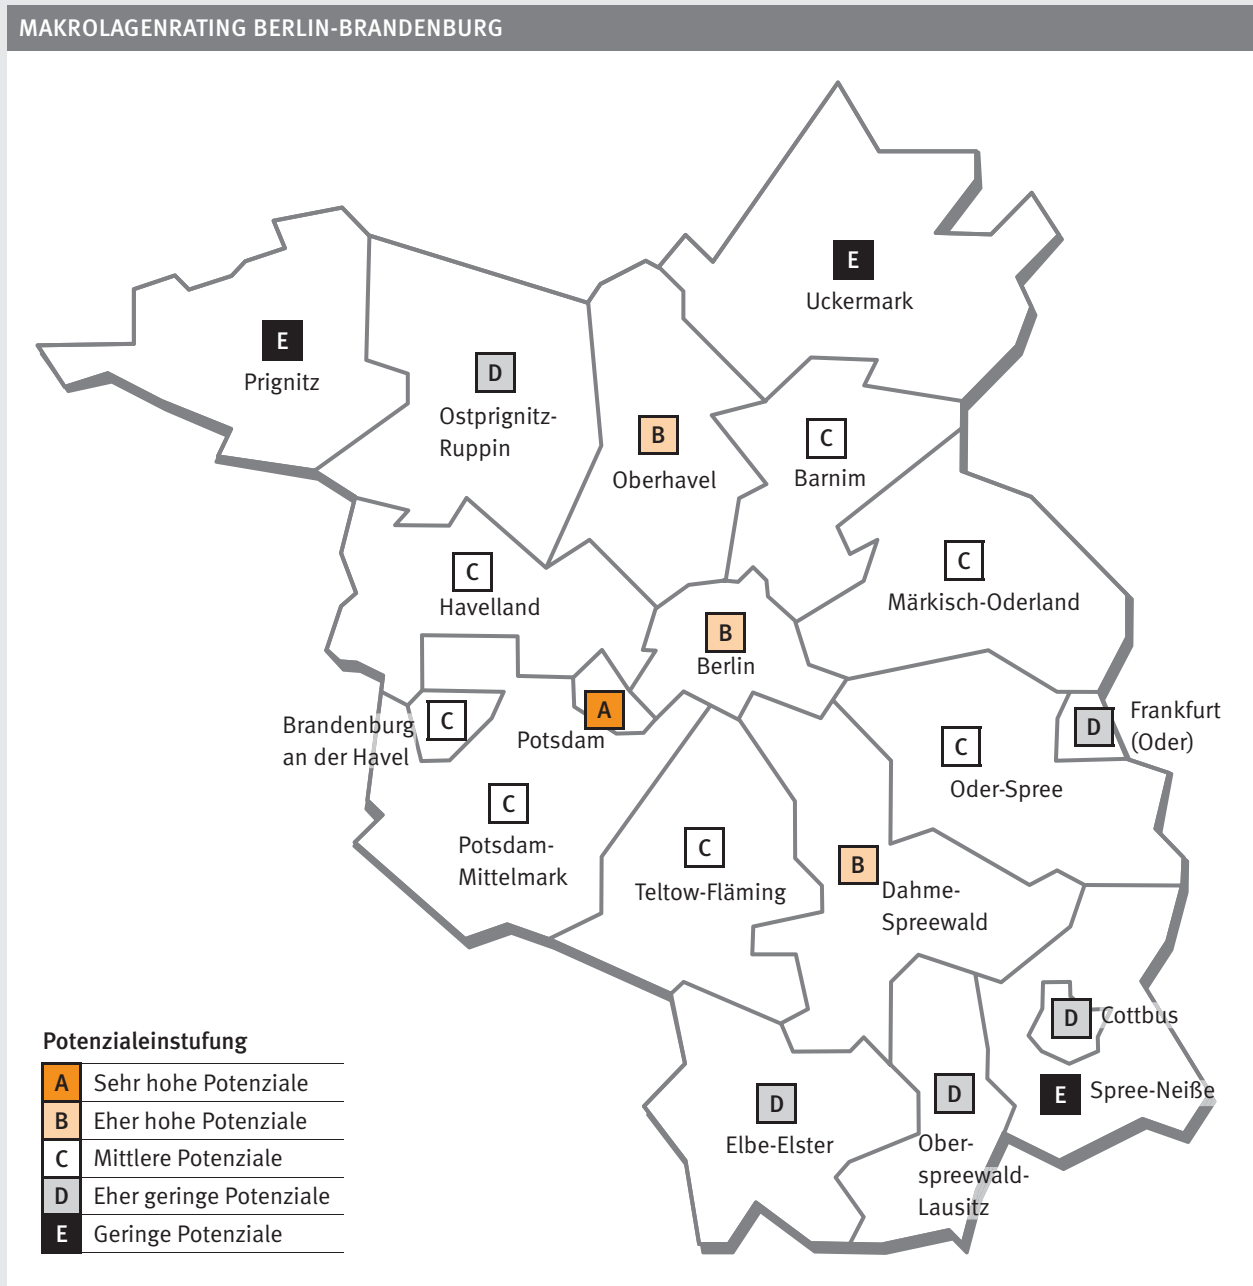 MAKROLAGENRATING BERLIN-BRANDENBURG
E
Uckermark
E
Prignitz
D
Ostprignitz-
Ruppin
B
Oberhavel
C
Barnim
C
Havelland
C
Märkisch-Oderland
B
Berlin
Brandenburg
an der Havel
C
A
Potsdam
D
Frankfurt
(Oder)
C
Oder-Spree
C
Potsdam-
Mittelmark
C
Teltow-Fläming
B
Dahme-
Spreewald
D
Cottbus
E
Spree-Neiße
D
Elbe-Elster
D
Ober-
spreewald-
Lausitz
Potenzialeinstufung
A Sehr hohe Potenziale
B Eher hohe Potenziale
C Mittlere Potenziale
D Eher geringe Potenziale
E Geringe Potenziale